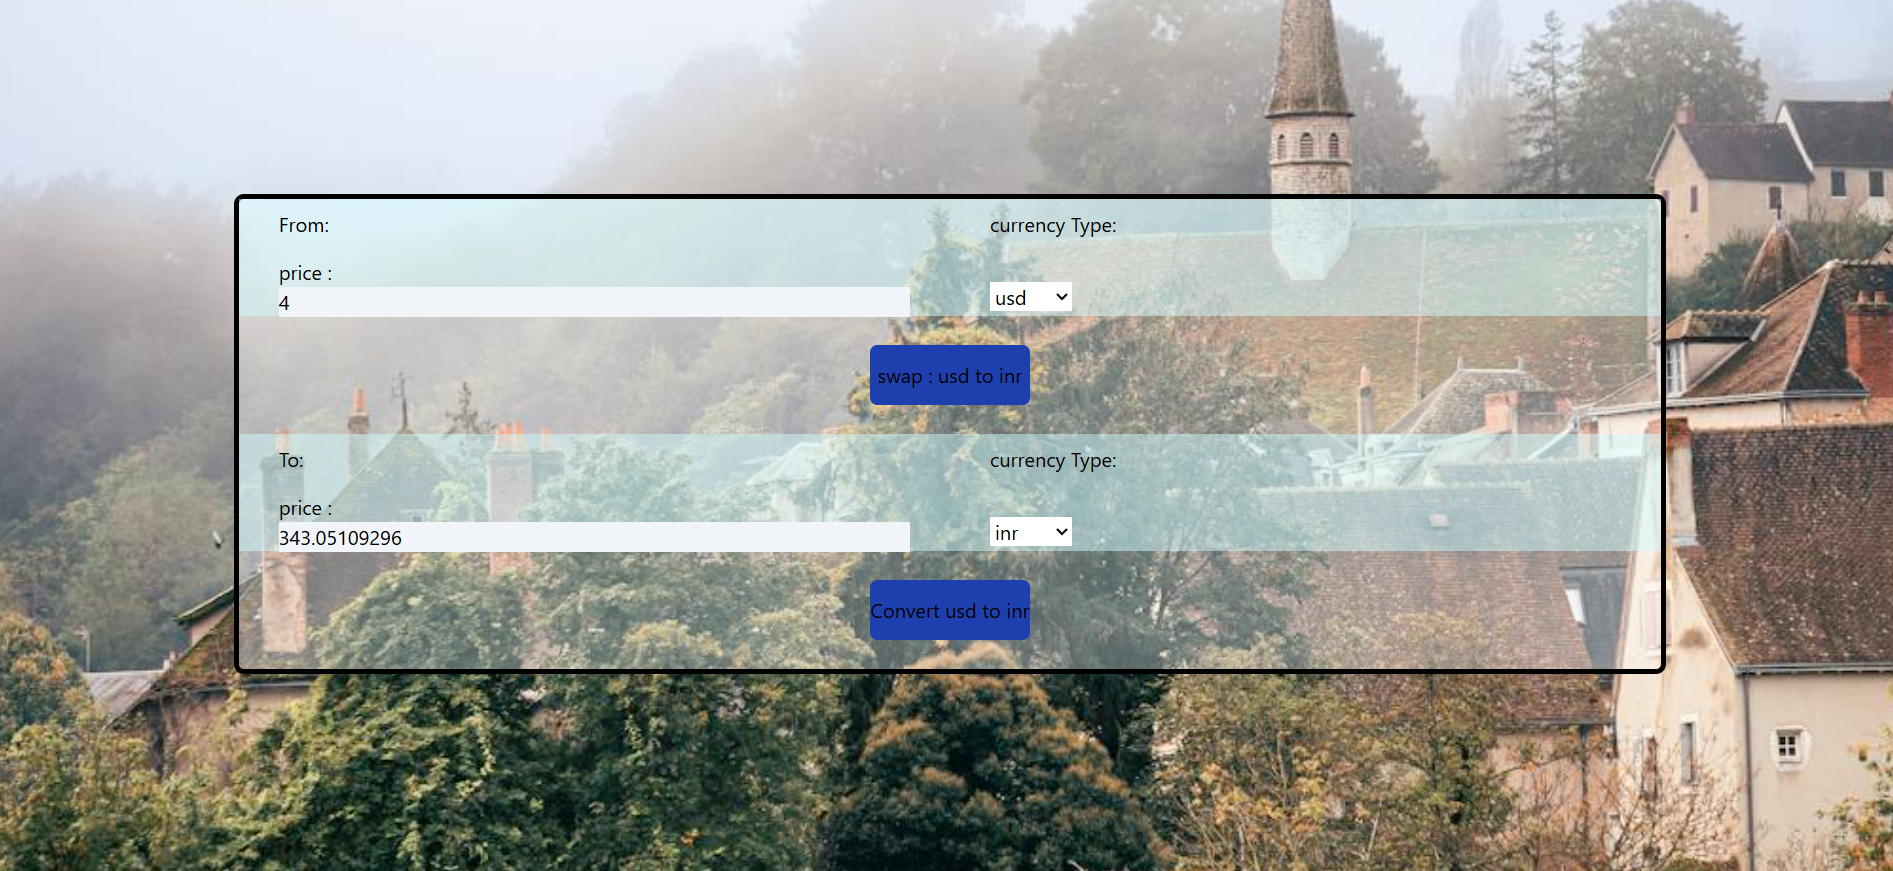 From:
currency Type:
price :
4
usd
swap : usd to inr
To:
currency Type:
price :
343.05109296
inr
Convert usd to inr